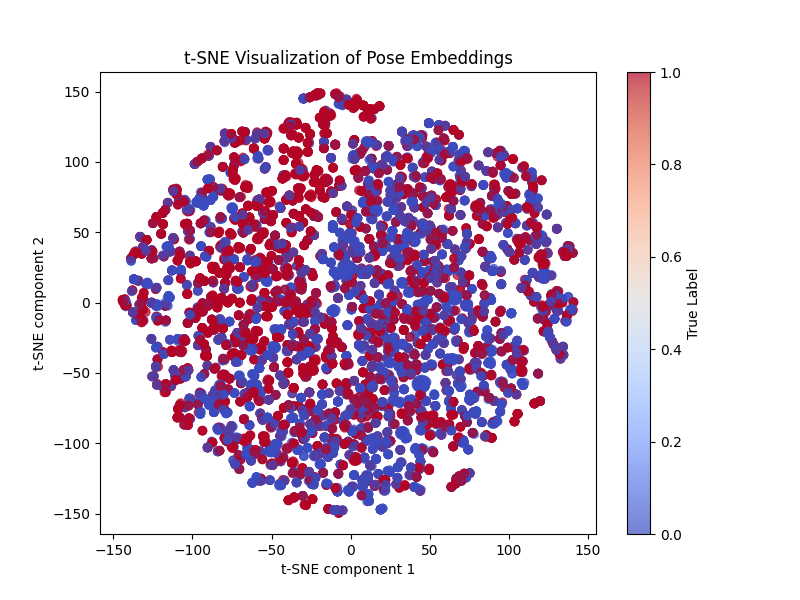 t-SNE Visualization of Pose Embeddings
150
100
50
0
−50
−100
−150
t-SNE component 2
−150 −100 −50 0 50 100 150
t-SNE component 1
1.0
0.8
0.6
0.4
0.2
0.0
True Label